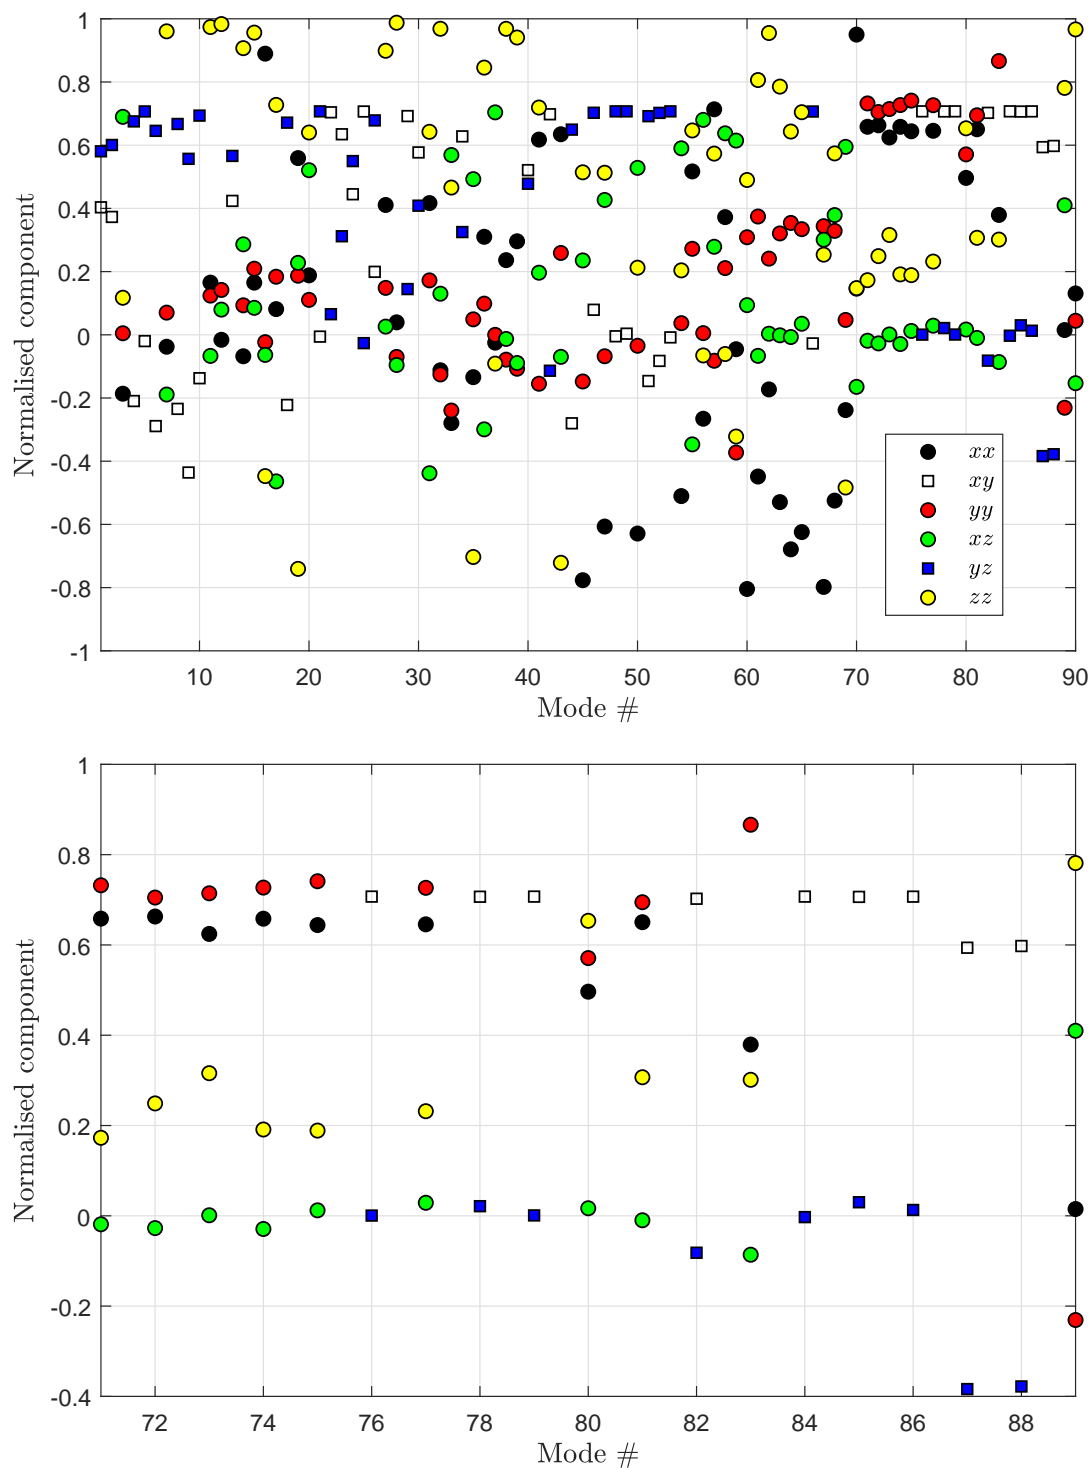 1
0.8
0.6
0.4
0.2
0
-0.2
-0.4
-0.6
-0.8
-1
Normalised component
xx
xy
yy
xz
yz
zz
10 20 30 40 50 60 70 80 90
Mode #
1
0.8
0.6
0.4
0.2
0
-0.2
-0.4
Normalised component
72 74 76 78 80 82 84 86 88
Mode #